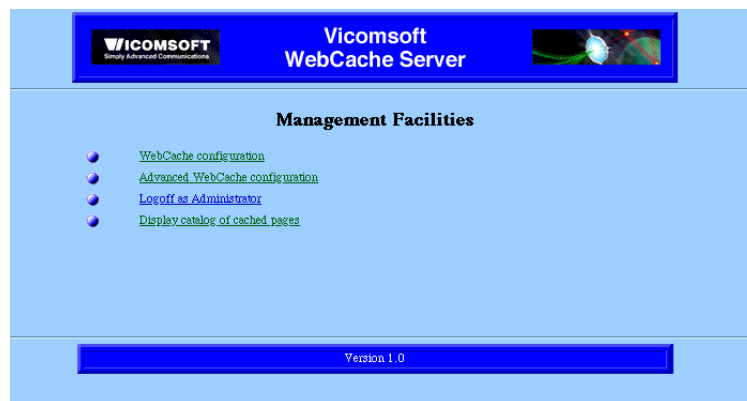 VICOMSOFT
Simply Advanced Communications
Vicomsoft
WebCache Server
Management Facilities
WebCache configuration
Advanced WebCache configuration
Logoff as Administrator
Display catalog of cached pages
Version 1.0